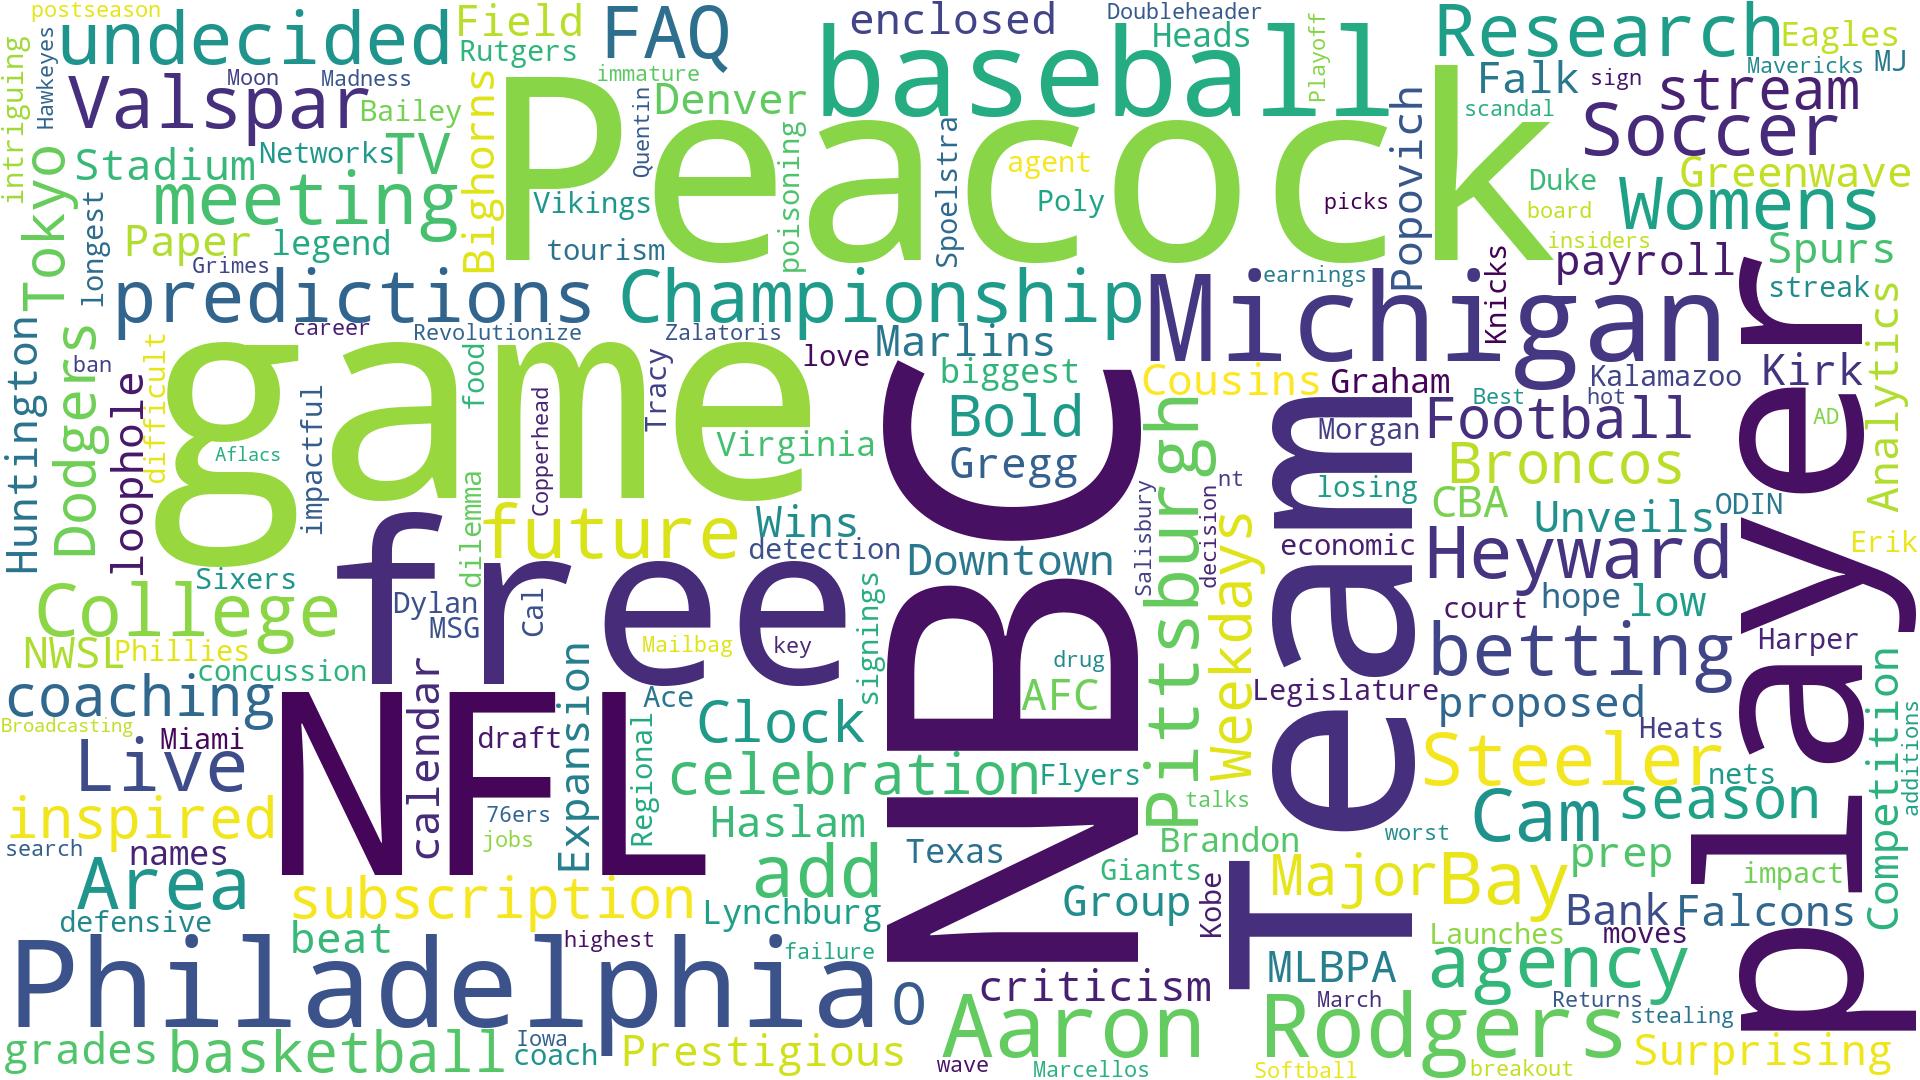 postseason
undecided
Field
Rutgers
FAQ
enclosed
Doubleheader
Heads
Playoff
Research
Eagles
Mavericks
MJ
intriguing
Hawkeyes
Moon
Madness
Valspar
Bailey
immature
Quentin
Denver
baseball
Falk
sign
stream
scandal
Soccer
Tokyo
Stadium
Networks
TV
Bighorns
Peacock
poisoning
Spoelstra
agent
Popovich
Duke
Greenwave
meeting
Vikings
Poly
picks
board
Womens
longest
Paper
legend
tourism
insiders
Spurs
Grimes
payroll
predictions
Championship
earnings
Michigan
Knicks
streak
Huntington
career
Revolutionize
Zalatoris
Marlins
Analytics
Dodgers
ban
loophole
difficult
game
food
Tracy
love
biggest
Cousins
Graham
Kalamazoo
Kirk
player
impactful
Copperhead
Virginia
Bold
Best
hot
AD
Aflacs
Gregg
Pittsburgh
Morgan
Football
Team
Broncos
dilemma
losing
nt
CBA
ODIN
future
Wins
NBC
Salisbury
decision
Unveils
free
detection
Downtown
economic
Heyward
Erik
Sixers
College
Dylan
MSG
Cal
signings
Weekdays
court
hope
low
NWSL
Phillies
Mailbag
key
drug
betting
Harper
concussion
coaching
calendar
Expansion
Ace
AFC
Legislature
proposed
Competition
Broadcasting
Miami
NFL
draft
Regional
Clock
Heats
additions
Live
celebration
Flyers
Steeler
nets
inspired
76ers
jobs
Haslam
talks
Cam
season
search
names
Texas
Brandon
worst
prep
Area
add
Giants
Major
Bay
impact
subscription
Lynchburg
Group
Kobe
Bank
Falcons
defensive
beat
highest
failure
Launches
moves
Philadelphia
O
criticism
MLBPA
agency
Aaron
March
Rodgers
Returns
stealing
grades
basketball
Iowa
coach
Prestigious
wave
Marcellos
Softball
breakout
Surprising